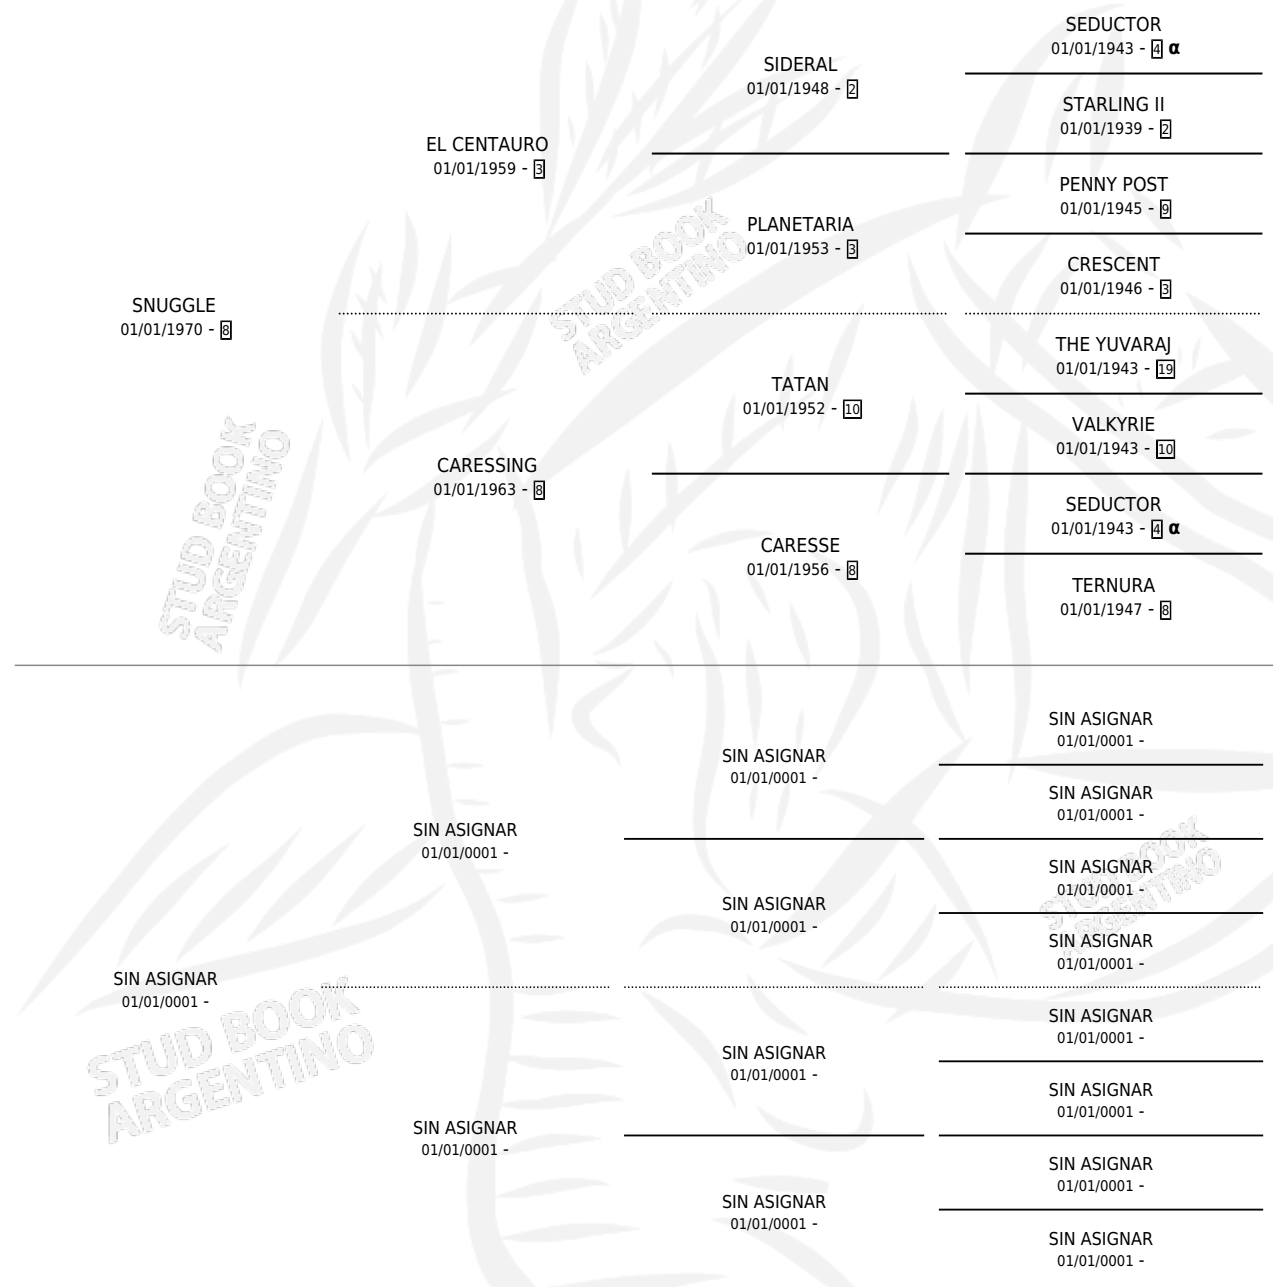 SEDUCTOR
01/01/1943 - 4 α
SIDERAL
01/01/1948 - 2
STARLING II
01/01/1939 - 2
EL CENTAURO
01/01/1959 - 3
PENNY POST
01/01/1945 - 9
PLANETARIA
01/01/1953 - 3
CRESCENT
01/01/1946 - 3
SNUGGLE
01/01/1970 - 8
THE YUVARAJ
01/01/1943 - 19
TATAN
01/01/1952 - 10
VALKYRIE
01/01/1943 - 10
CARESSING
01/01/1963 - 8
SEDUCTOR
01/01/1943 - 4 α
CARESSE
01/01/1956 - 8
TERNURA
01/01/1947 - 8
STUD BOOK
ARGENTINO
STUD BOOK
ARGENTINO
SIN ASIGNAR
01/01/0001 -
SIN ASIGNAR
01/01/0001 -
SIN ASIGNAR
01/01/0001 -
SIN ASIGNAR
01/01/0001 -
SIN ASIGNAR
01/01/0001 -
SIN ASIGNAR
01/01/0001 -
SIN ASIGNAR
01/01/0001 -
SIN ASIGNAR
01/01/0001 -
SIN ASIGNAR
01/01/0001 -
SIN ASIGNAR
01/01/0001 -
SIN ASIGNAR
01/01/0001 -
SIN ASIGNAR
01/01/0001 -
SIN ASIGNAR
01/01/0001 -
SIN ASIGNAR
01/01/0001 -
SIN ASIGNAR
01/01/0001 -
STUD BOOK
ARGENTINO
STUD BOOK
ARGENTINO